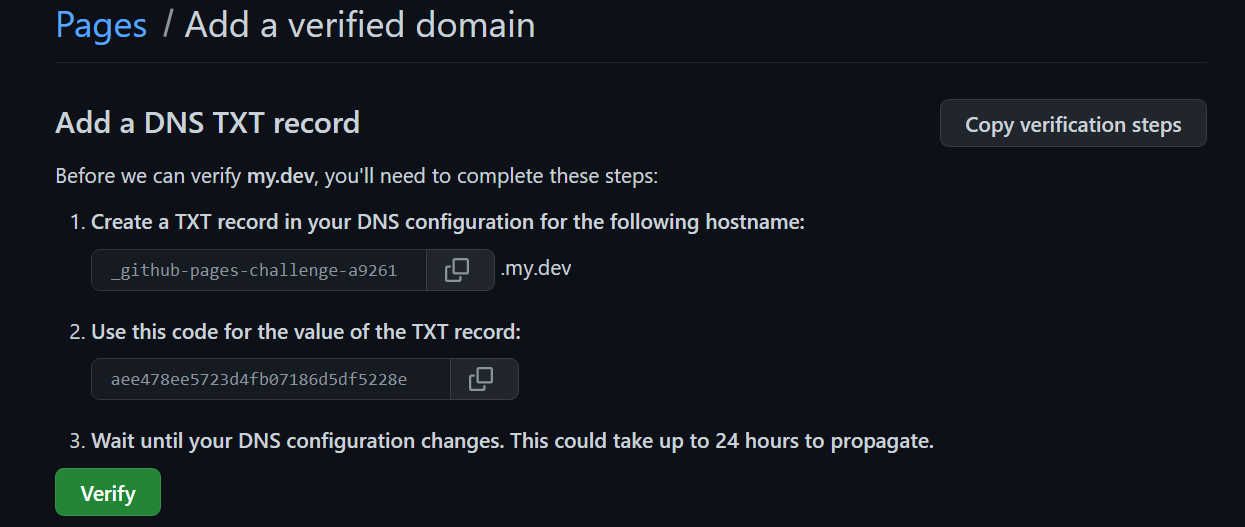 Pages / Add a verified domain
Add a DNS TXT record
Copy verification steps
Before we can verify my.dev, you'll need to complete these steps:
1. Create a TXT record in your DNS configuration for the following hostname:
_github-pages-challenge-a9261 .my.dev
2. Use this code for the value of the TXT record:
aee478ee5723d4fb07186d5df5228e
3. Wait until your DNS configuration changes. This could take up to 24 hours to propagate.
Verify